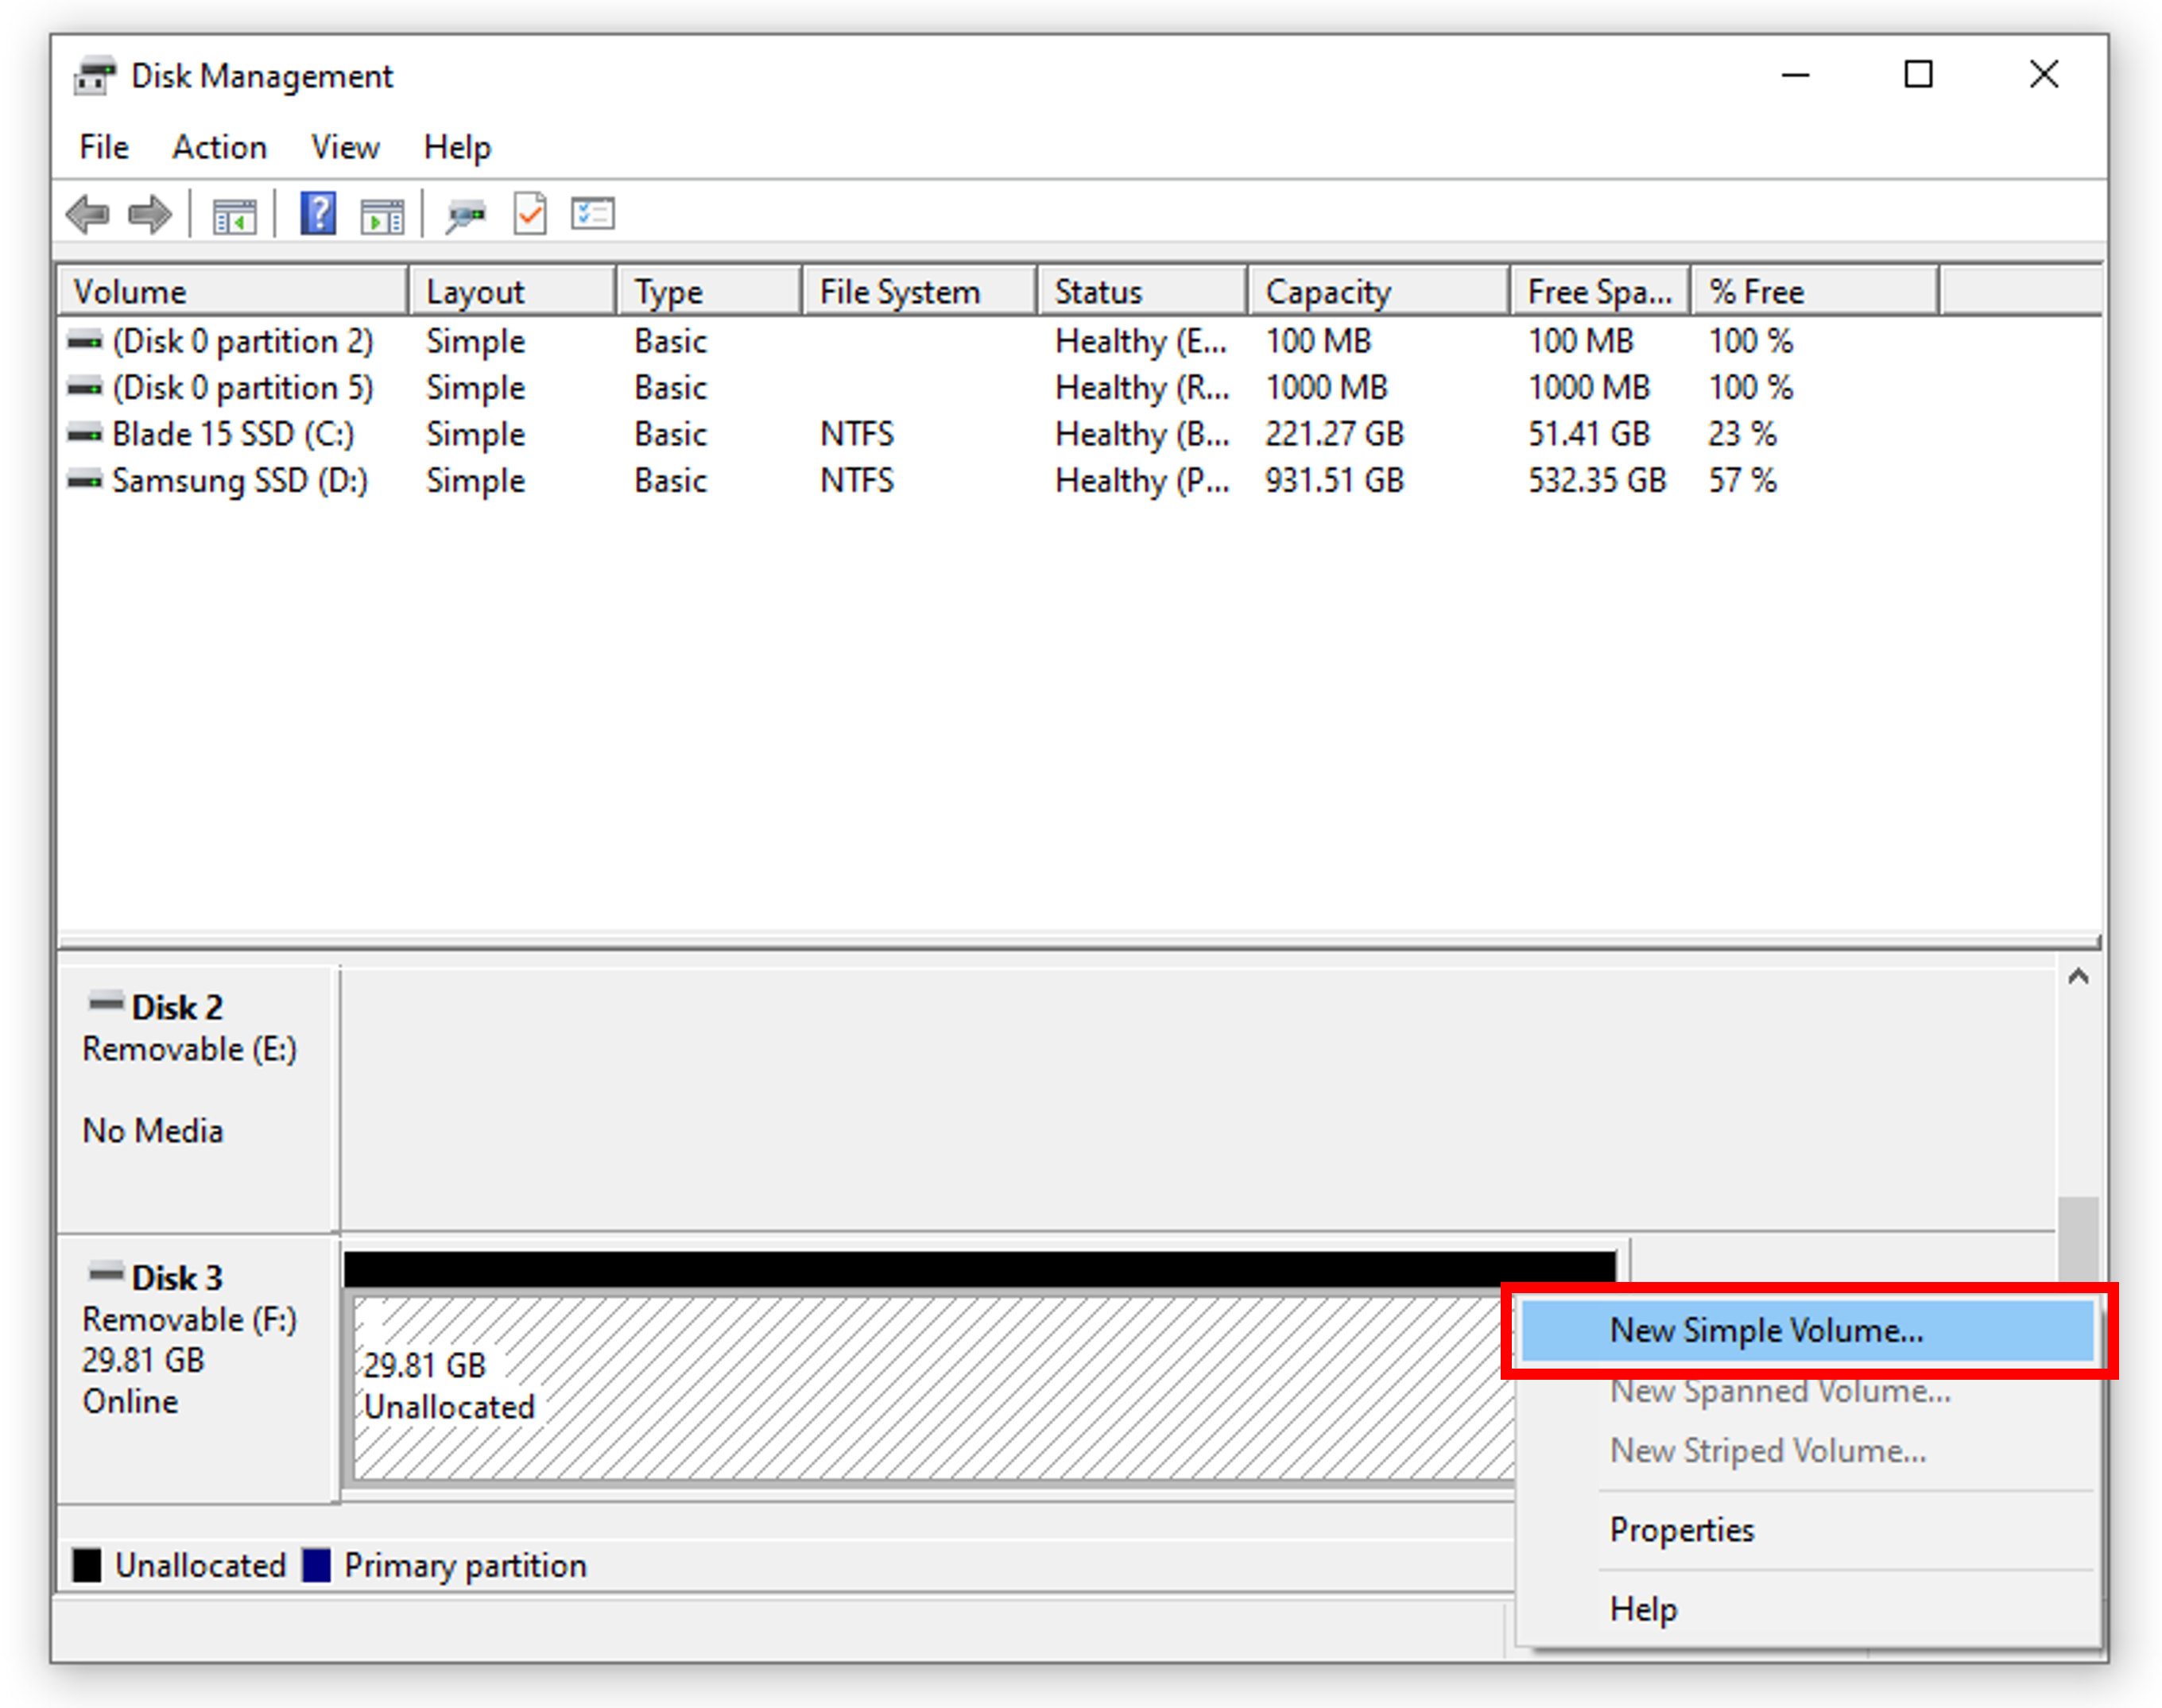 Disk Management
File Action View Help
Volume Layout Type File System Status Capacity Free Spa... % Free
(Disk 0 partition 2) Simple Basic Healthy (E... 100 MB 100 MB 100 %
(Disk 0 partition 5) Simple Basic Healthy (R... 1000 MB 1000 MB 100 %
Blade 15 SSD (C:) Simple Basic NTFS Healthy (B... 221.27 GB 51.41 GB 23 %
Samsung SSD (D:) Simple Basic NTFS Healthy (P... 931.51 GB 532.35 GB 57 %
Disk 2
Removable (E:)
No Media
Disk 3
Removable (F:)
29.81 GB
Online
29.81 GB
Unallocated
New Simple Volume...
New Spanned Volume...
New Striped Volume...
Properties
Help
Unallocated Primary partition